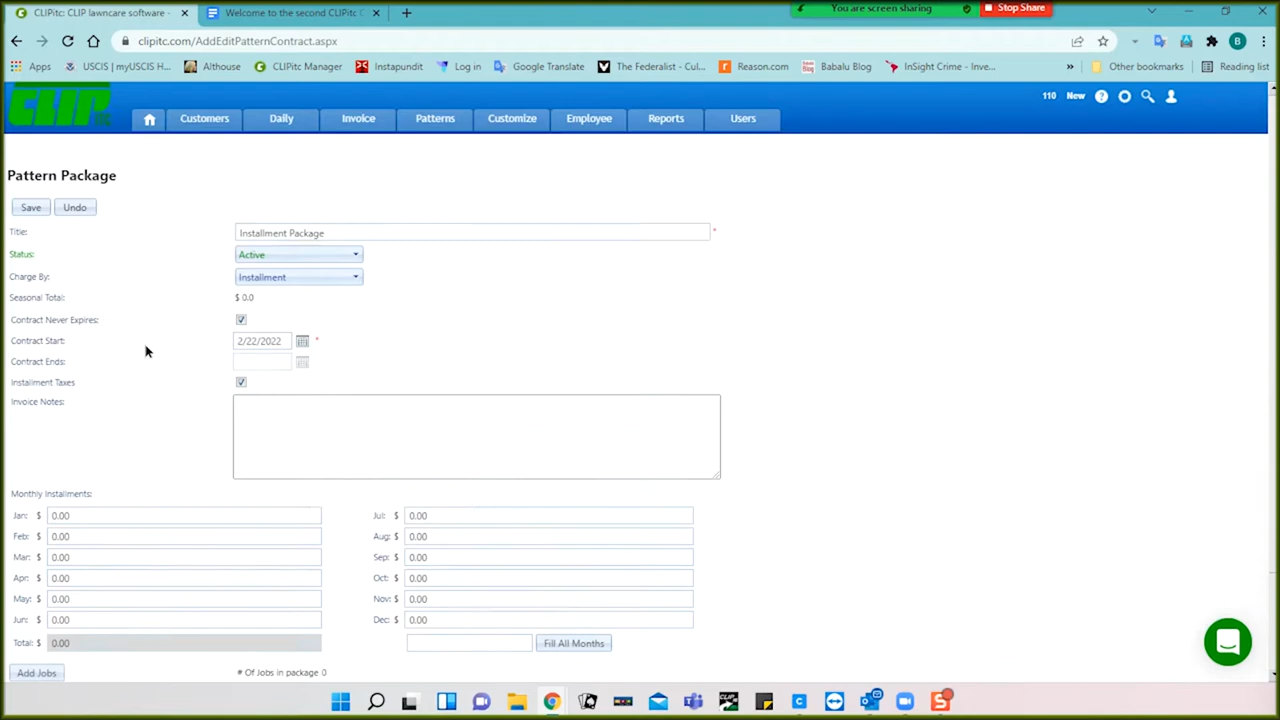 CLIPitc: CLIP lawncare software -
Welcome to the second CLIPitc C
You are screen sharing
Stop Share
clipitc.com/AddEditPatternContract.aspx
B
Apps USCIS | myUSCIS H... Althouse CLIPitc Manager Instapundit Log in Google Translate The Federalist - Cul... Reason.com Babalu Blog InSight Crime - Inve... » Other bookmarks Reading list
CLIP ITC
110 New
Customers Daily Invoice Patterns Customize Employee Reports Users
Pattern Package
Save Undo
Title: Installment Package *
Status: Active
Charge By: Installment
Seasonal Total: $ 0.0
Contract Never Expires:
Contract Start: 2/22/2022 *
Contract Ends:
Installment Taxes
Invoice Notes:
Monthly Installments:
Jan: $ 0.00 Jul: $ 0.00
Feb: $ 0.00 Aug: $ 0.00
Mar: $ 0.00 Sep: $ 0.00
Apr: $ 0.00 Oct: $ 0.00
May: $ 0.00 Nov: $ 0.00
Jun: $ 0.00 Dec: $ 0.00
Total: $ 0.00 Fill All Months
Add Jobs # Of Jobs in package 0